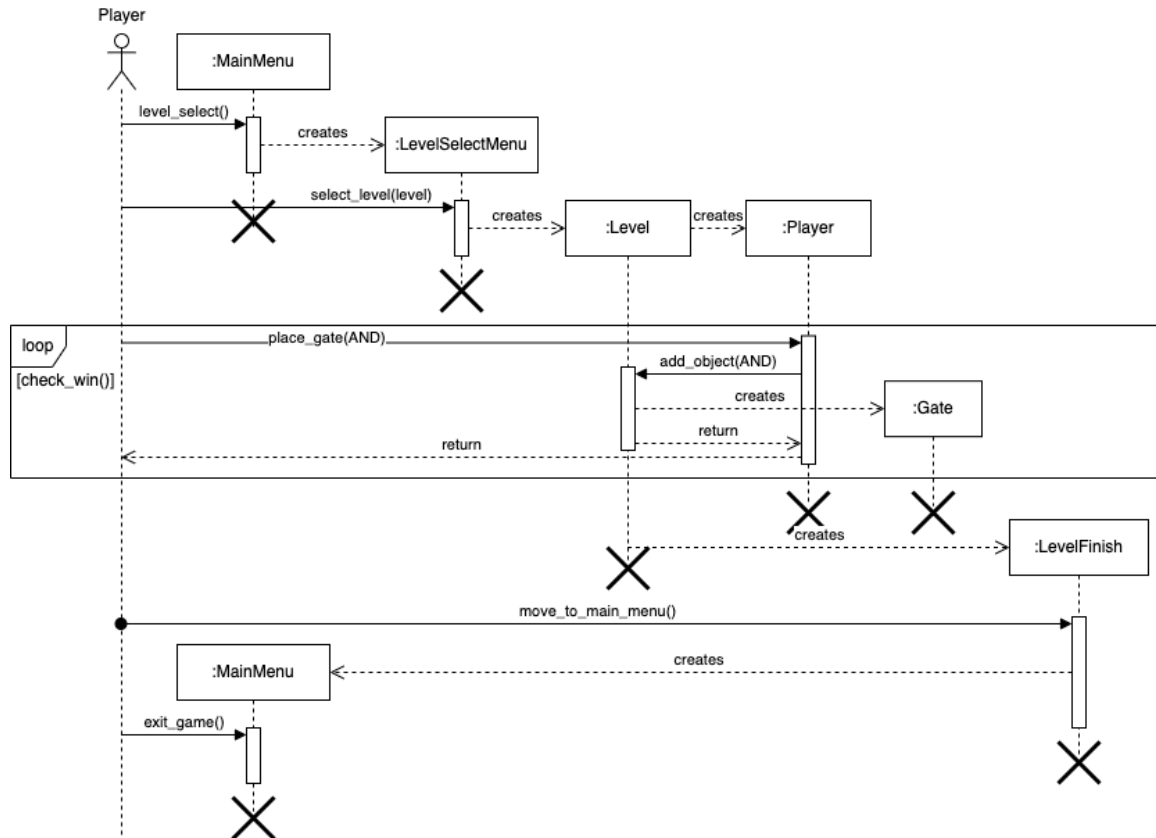 Player
:MainMenu
level_select()
creates
:LevelSelectMenu
select_level(level)
creates
:Level
creates
:Player
loop
[check_win()]
place_gate(AND)
add_object(AND)
creates
:Gate
return
return
creates
:LevelFinish
move_to_main_menu()
:MainMenu
creates
exit_game()